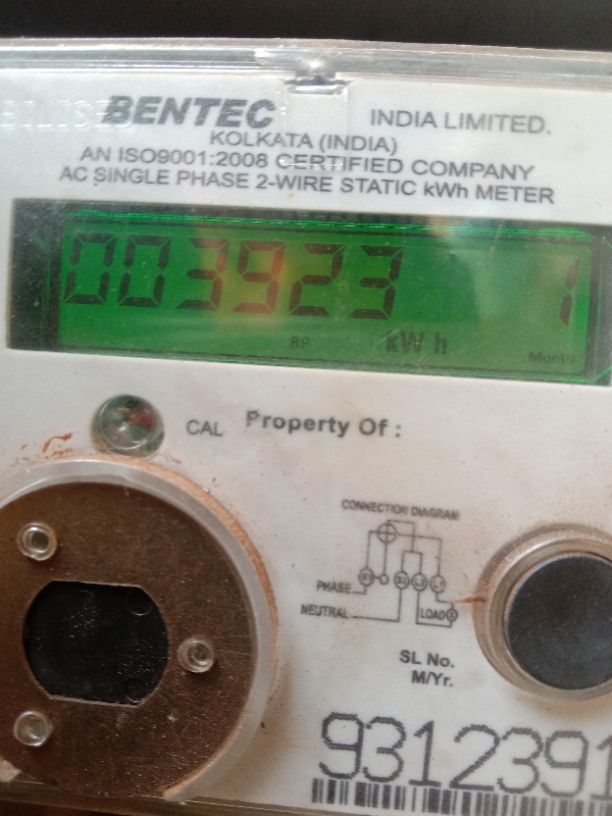 BENTEC INDIA LIMITED.
KOLKATA (INDIA)
AN ISO9001:2008 CERTIFIED COMPANY
AC SINGLE PHASE 2-WIRE STATIC kWh METER
003923 1
BP kW h Month
CAL Property Of :
CONNECTION DIAGRAM
PHASE
NEUTRAL LOAD
SL No.
M/Yr.
9312391